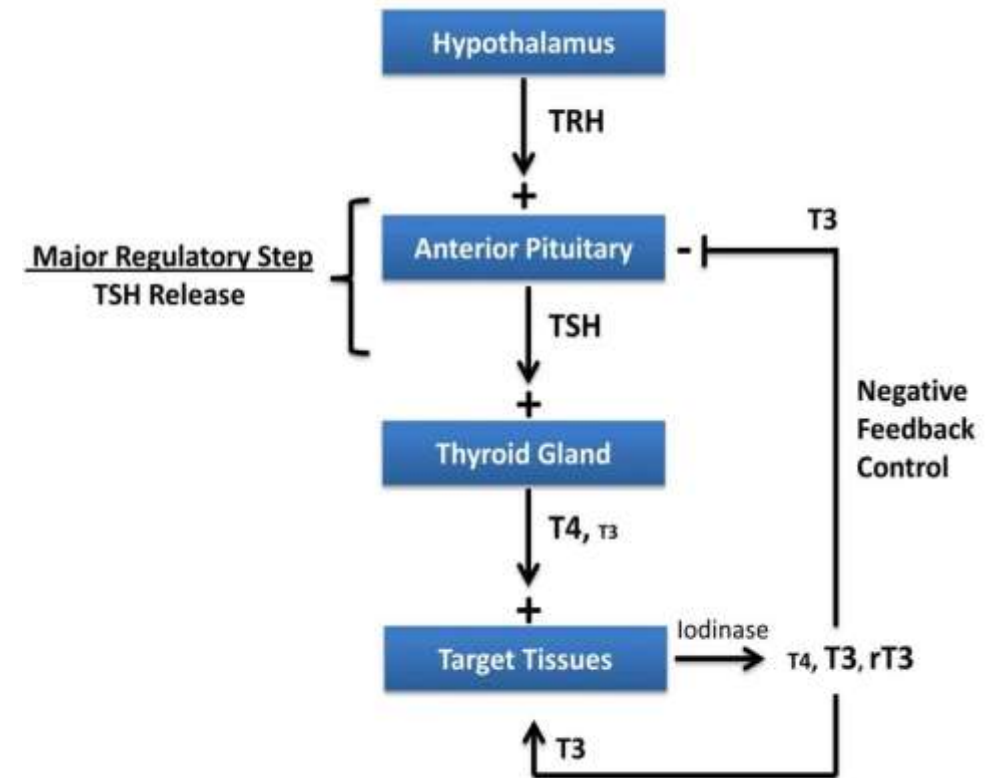 Hypothalamus
TRH
+
T3
Anterior Pituitary
-
Major Regulatory Step
TSH Release
TSH
+
Negative
Feedback
Control
Thyroid Gland
T4, T3
+
Iodinase
Target Tissues
T4, T3, rT3
T3